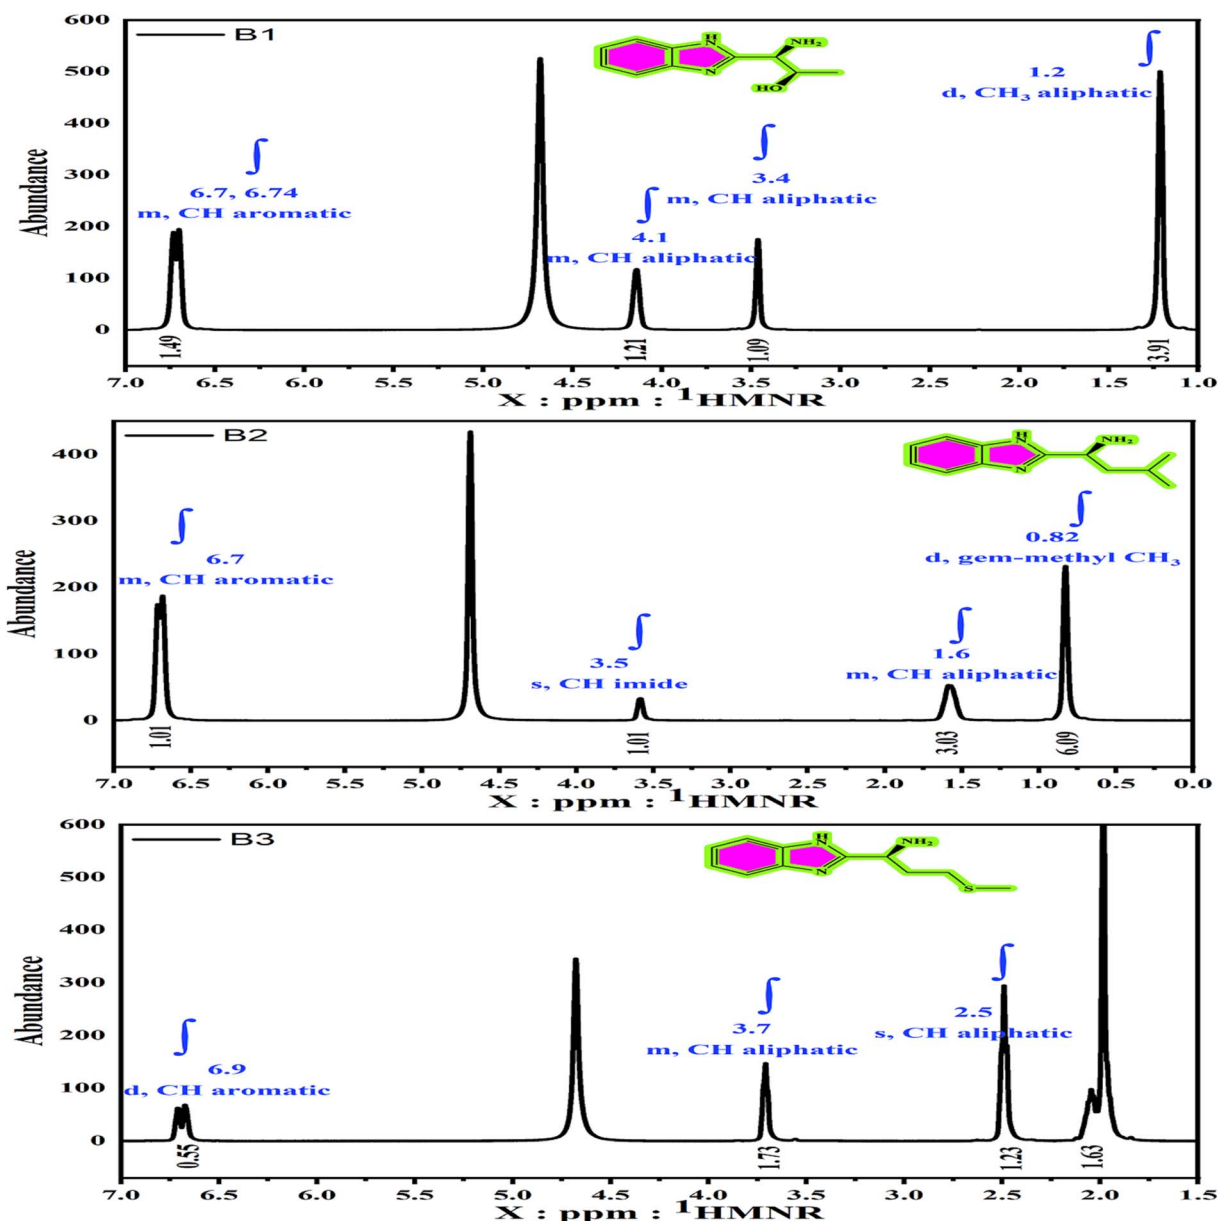 B1
600
500
400
300
200
100
0
Abundance
H
N
N
NH₂
HO
∫
1.2
d, CH₃ aliphatic
∫
6.7, 6.74
m, CH aromatic
∫
3.4
m, CH aliphatic
∫
4.1
m, CH aliphatic
1.49
1.21
1.09
3.91
7.0 6.5 6.0 5.5 5.0 4.5 4.0 3.5 3.0 2.5 2.0 1.5 1.0
X : ppm : ¹HMNR
B2
400
300
200
100
0
Abundance
H
N
N
NH₂
∫
6.7
m, CH aromatic
∫
0.82
d, gem-methyl CH₃
∫
3.5
s, CH imide
∫
1.6
m, CH aliphatic
1.01
1.01
3.03
6.09
7.0 6.5 6.0 5.5 5.0 4.5 4.0 3.5 3.0 2.5 2.0 1.5 1.0 0.5 0.0
X : ppm : ¹HMNR
B3
600
500
400
300
200
100
0
Abundance
H
N
N
NH₂
S
∫
6.9
d, CH aromatic
∫
3.7
m, CH aliphatic
∫
2.5
s, CH aliphatic
0.55
1.73
1.23
1.63
7.0 6.5 6.0 5.5 5.0 4.5 4.0 3.5 3.0 2.5 2.0 1.5
X : ppm : ¹HMNR